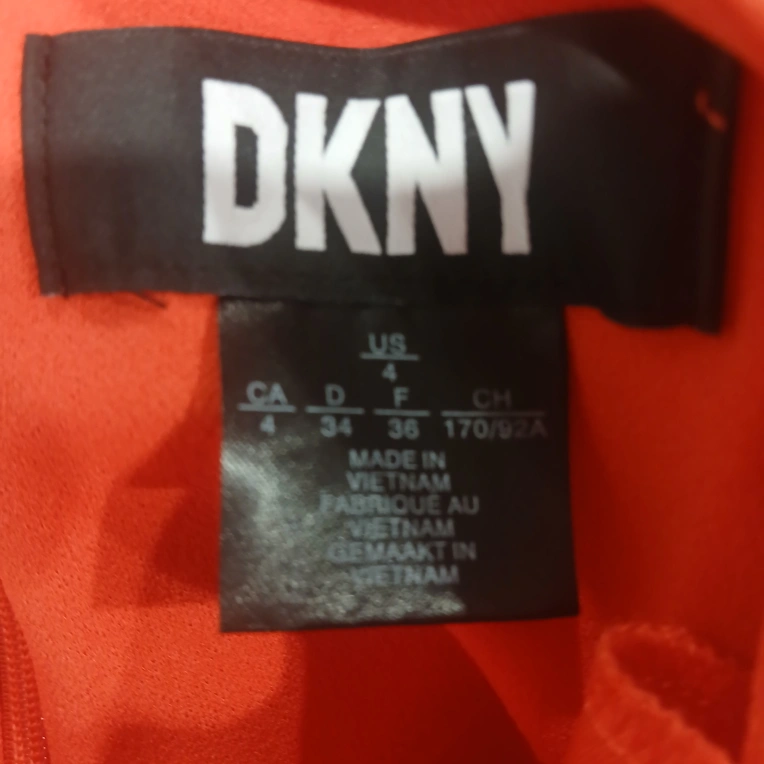 DKNY
US
4
CA D F CH
4 34 36 170/92A
MADE IN
VIETNAM
FABRIQUÉ AU
VIETNAM
GEMAAKT IN
VIETNAM